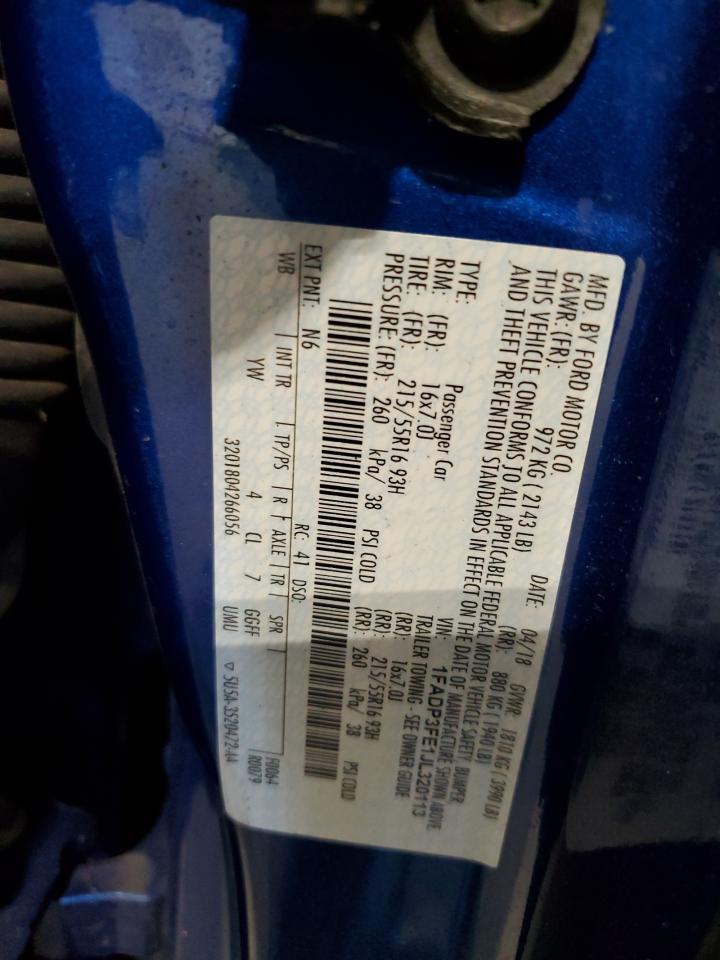 MFD. BY FORD MOTOR CO. DATE: 04/18 GVWR: 1810 KG ( 3990 LB)
GAWR: (FR): 972 KG ( 2143 LB) (RR): 880 KG ( 1940 LB)
THIS VEHICLE CONFORMS TO ALL APPLICABLE FEDERAL MOTOR VEHICLE SAFETY, BUMPER,
AND THEFT PREVENTION STANDARDS IN EFFECT ON THE DATE OF MANUFACTURE SHOWN ABOVE.
VIN: 1FADP3FE1JL320113
TYPE: Passenger Car TRAILER TOWING - SEE OWNER GUIDE
RIM: (FR): 16x7.0J (RR): 16x7.0J
TIRE: (FR): 215/55R16 93H (RR): 215/55R16 93H
PRESSURE: (FR): 260 kPa/ 38 PSI COLD (RR): 260 kPa/ 38 PSI COLD
EXT PNT: N6 RC: 41 DSO:
WB | INT TR | TP/PS | R | AXLE | TR | SPR | F0064
YW 4 CL 7 GGFF R0079
3201804266056 UMU ▽ 5U5A-3520472-AA